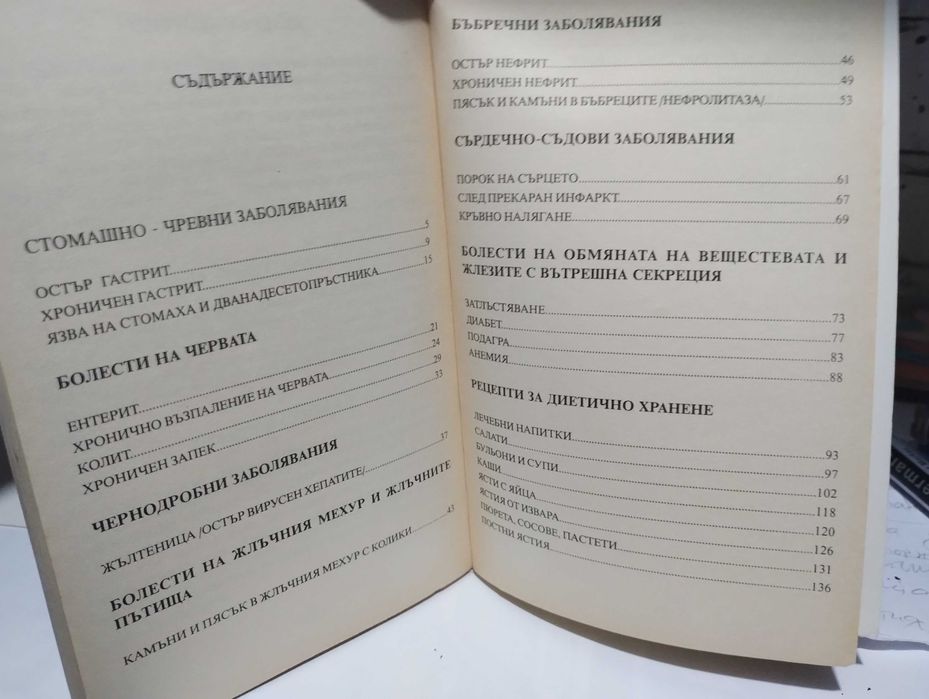 СЪДЪРЖАНИЕ
СТОМАШНО - ЧРЕВНИ ЗАБОЛЯВАНИЯ
ОСТЪР ГАСТРИТ..........5
ХРОНИЧЕН ГАСТРИТ..........9
ЯЗВА НА СТОМАХА И ДВАНАДЕСЕТОПРЪСТНИКА..........15
БОЛЕСТИ НА ЧЕРВАТА
ЕНТЕРИТ..........21
ХРОНИЧНО ВЪЗПАЛЕНИЕ НА ЧЕРВАТА..........24
КОЛИТ..........29
ХРОНИЧЕН ЗАПЕК..........33
ЧЕРНОДРОБНИ ЗАБОЛЯВАНИЯ
ЖЪЛТЕНИЦА /ОСТЪР ВИРУСЕН ХЕПАТИТЕ/..........37
БОЛЕСТИ НА ЖЛЪЧНИЯ МЕХУР И ЖЛЪЧНИТЕ
ПЪТИЩА
КАМЪНИ И ПЯСЪК В ЖЛЪЧНИЯ МЕХУР С КОЛИКИ..........43
БЪБРЕЧНИ ЗАБОЛЯВАНИЯ
ОСТЪР НЕФРИТ..........46
ХРОНИЧЕН НЕФРИТ..........49
ПЯСЪК И КАМЪНИ В БЪБРЕЦИТЕ /НЕФРОЛИТАЗА/..........53
СЪРДЕЧНО-СЪДОВИ ЗАБОЛЯВАНИЯ
ПОРОК НА СЪРЦЕТО..........61
СЛЕД ПРЕКАРАН ИНФАРКТ..........67
КРЪВНО НАЛЯГАНЕ..........69
БОЛЕСТИ НА ОБМЯНАТА НА ВЕЩЕСТЕВАТА И
ЖЛЕЗИТЕ С ВЪТРЕШНА СЕКРЕЦИЯ
ЗАТЛЪСТЯВАНЕ..........73
ДИАБЕТ..........77
ПОДАГРА..........83
АНЕМИЯ..........88
РЕЦЕПТИ ЗА ДИЕТИЧНО ХРАНЕНЕ
ЛЕЧЕБНИ НАПИТКИ..........93
САЛАТИ..........97
БУЛЬОНИ И СУПИ..........102
КАШИ..........118
ЯСТИ С ЯЙЦА..........120
ЯСТИЯ ОТ ИЗВАРА..........126
ПЮРЕТА, СОСОВЕ, ПАСТЕТИ..........131
ПОСТНИ ЯСТИЯ..........136